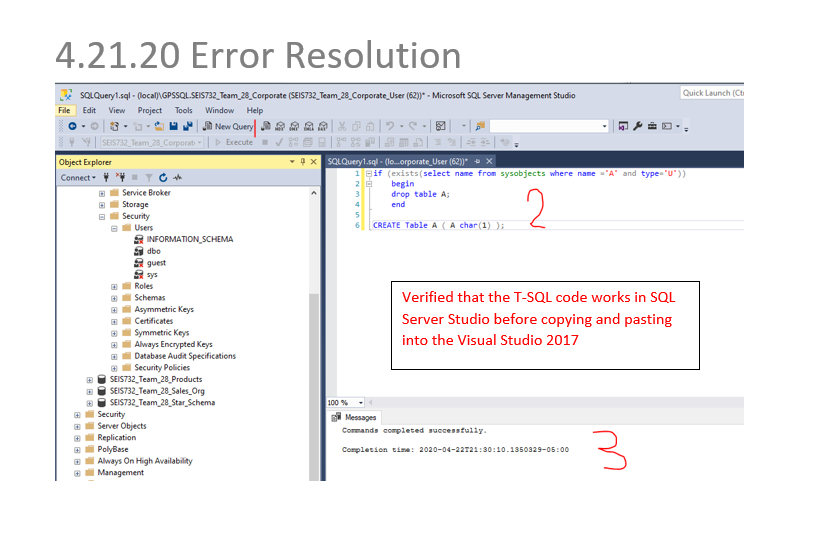 4.21.20 Error Resolution
SQLQuery1.sql - (local)\GPSSQL.SEIS732_Team_28_Corporate (SEIS732_Team_28_Corporate_User (62))* - Microsoft SQL Server Management Studio
Quick Launch (Ctr
File Edit View Project Tools Window Help
New Query
SEIS732_Team_28_Corporat
Execute
Object Explorer
SQLQuery1.sql - (lo...orporate_User (62))*
Connect
Service Broker
Storage
Security
Users
INFORMATION_SCHEMA
dbo
guest
sys
Roles
Schemas
Asymmetric Keys
Certificates
Symmetric Keys
Always Encrypted Keys
Database Audit Specifications
Security Policies
SEIS732_Team_28_Products
SEIS732_Team_28_Sales_Org
SEIS732_Team_28_Star_Schema
Security
Server Objects
Replication
PolyBase
Always On High Availability
Management
1 if (exists(select name from sysobjects where name ='A' and type='U'))
2 begin
3 drop table A;
4 end
5
6 CREATE Table A ( A char(1) );
2
Verified that the T-SQL code works in SQL
Server Studio before copying and pasting
into the Visual Studio 2017
100 %
Messages
Commands completed successfully.
Completion time: 2020-04-22T21:30:10.1350329-05:00
3